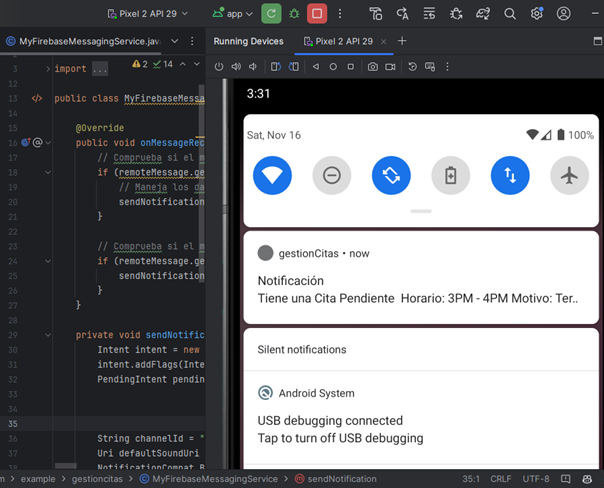 Pixel 2 API 29
app
MyFirebaseMessagingService.java
Running Devices
Pixel 2 API 29
3 import ...
2 14
12
13 public class MyFirebaseMessa
14
15 @Override
16 public void onMessageRec
17 // Comprueba si el m
18 if (remoteMessage.ge
19 // Maneja los da
20 sendNotification
21 }
22
23 // Comprueba si el m
24 if (remoteMessage.ge
25 sendNotification
26 }
27 }
28
29 private void sendNotific
30 Intent intent = new
31 intent.addFlags(Inte
32 PendingIntent pendin
33
34
35
36 String channelId = "
37 Uri defaultSoundUri
38 NotificationCompat.B
3:31
Sat, Nov 16
100%
gestionCitas • now
Notificación
Tiene una Cita Pendiente Horario: 3PM - 4PM Motivo: Ter..
Silent notifications
Android System
USB debugging connected
Tap to turn off USB debugging
m > example > gestioncitas > MyFirebaseMessagingService > sendNotification
35:1 CRLF UTF-8